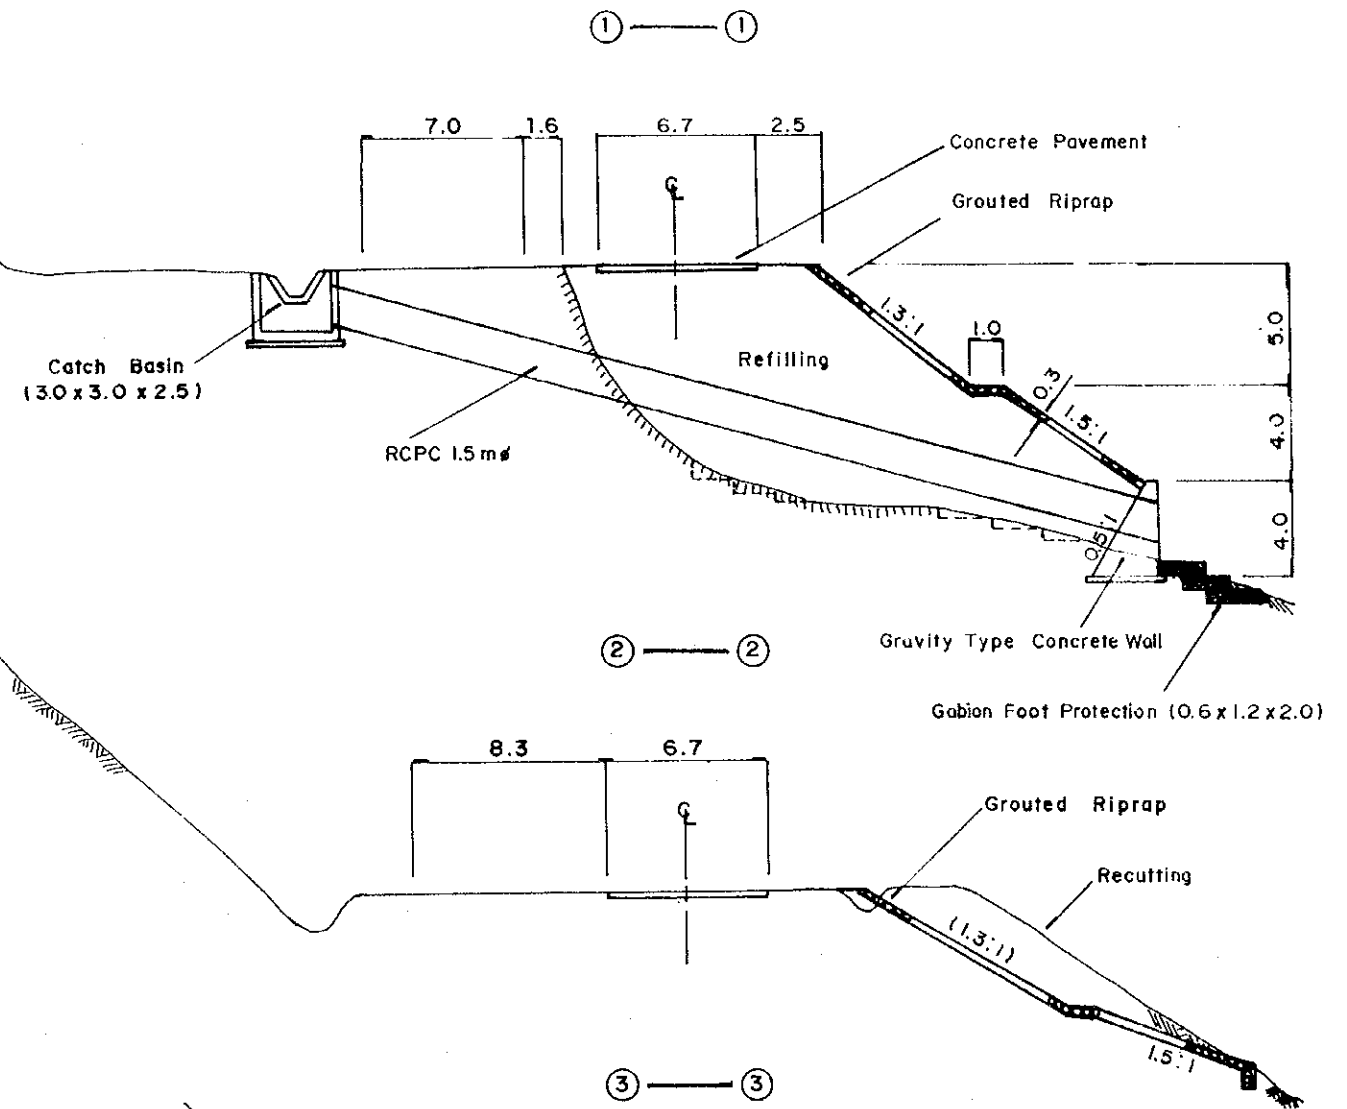 1 1
7.0 1.6 6.7 2.5
Concrete Pavement
℄
Grouted Riprap
1.3:1
1.0
5.0
Catch Basin
(3.0 x 3.0 x 2.5)
Refilling
0.3
1.5:1
4.0
RCPC 1.5 mø
0.5:1
4.0
Gravity Type Concrete Wall
2 2
Gabion Foot Protection (0.6 x 1.2 x 2.0)
8.3 6.7
℄
Grouted Riprap
Recutting
(1.3:1)
1.5:1
3 3